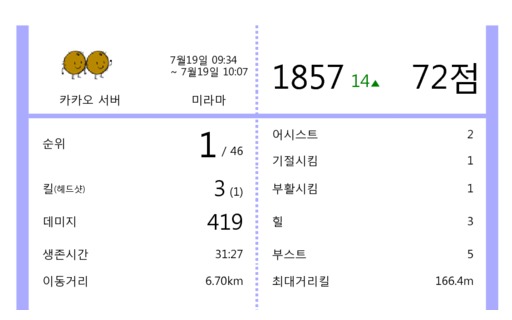 7월19일 09:34
~ 7월19일 10:07
카카오 서버
미라마
1857 14▲ 72점
순위 1 / 46
킬(헤드샷) 3 (1)
데미지 419
생존시간 31:27
이동거리 6.70km
어시스트 2
기절시킴 1
부활시킴 1
힐 3
부스트 5
최대거리킬 166.4m